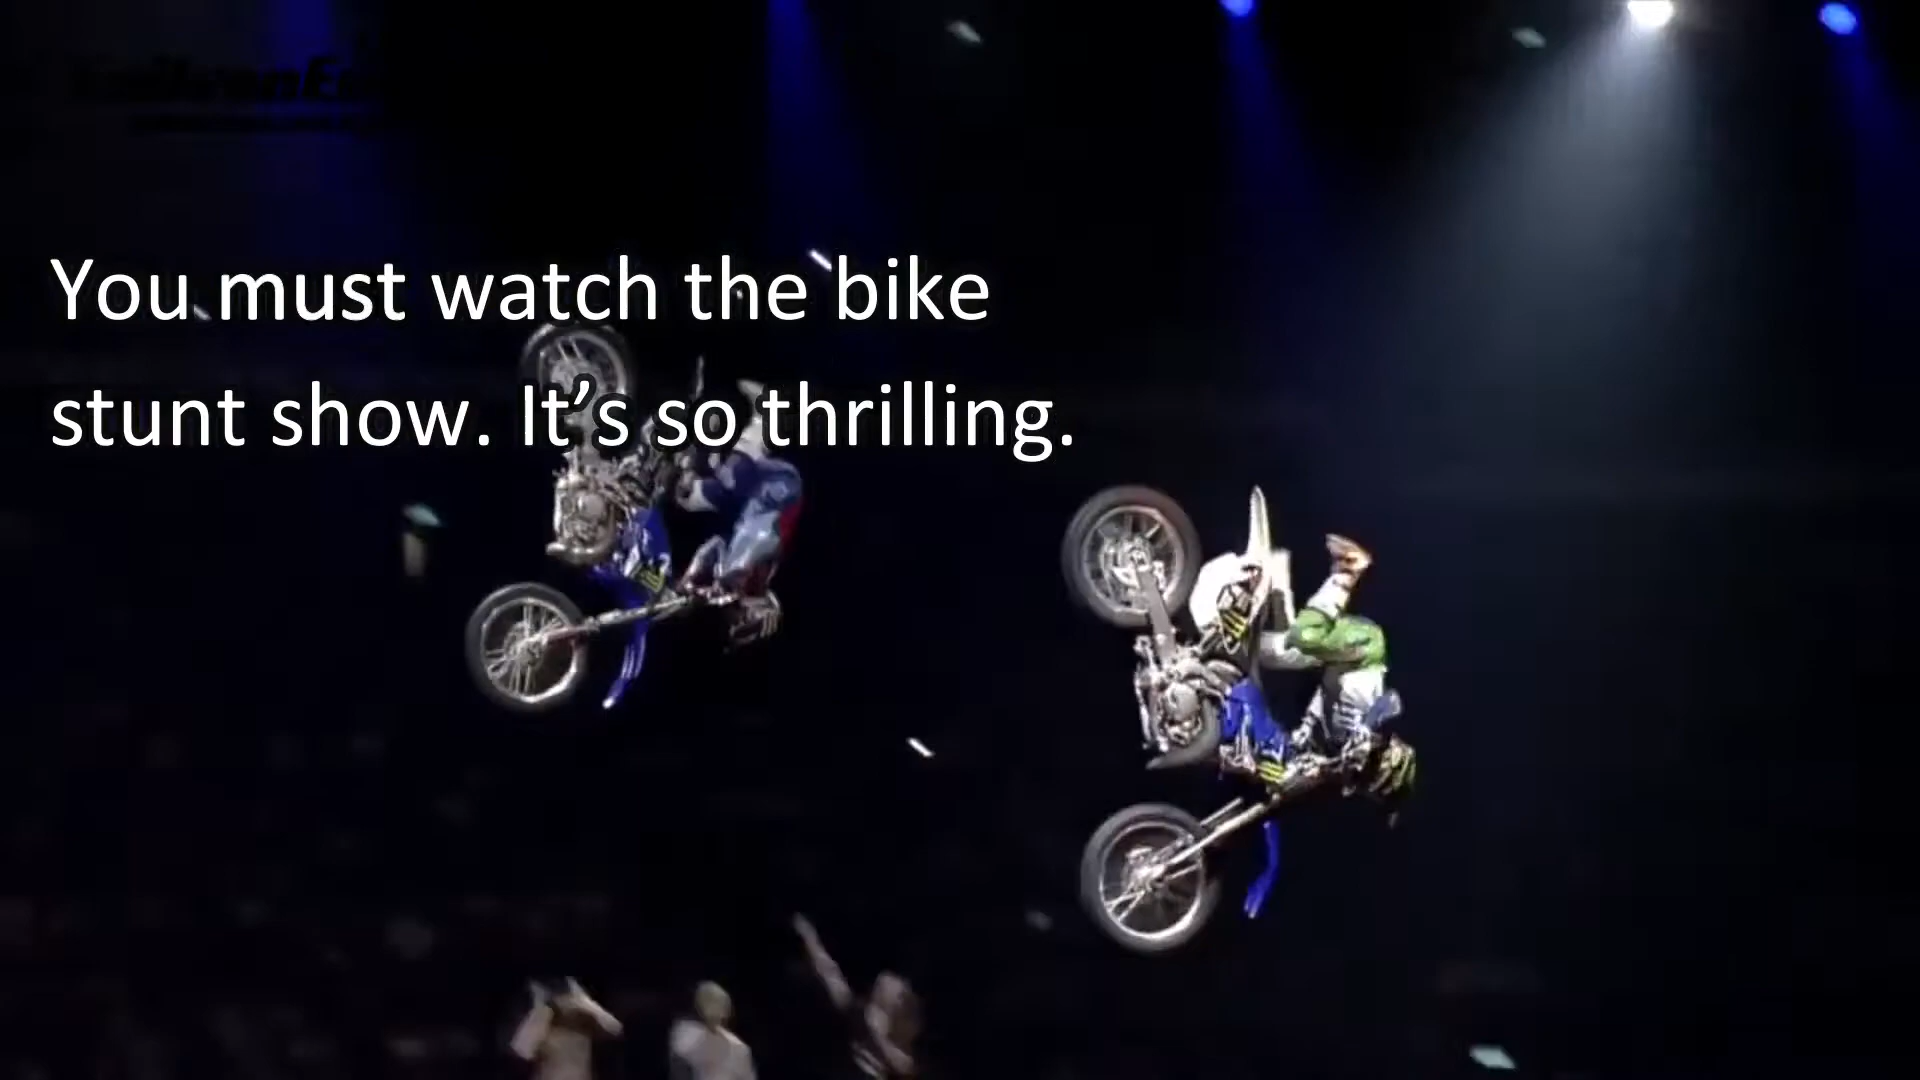 You must watch the bike
stunt show. It’s so thrilling.